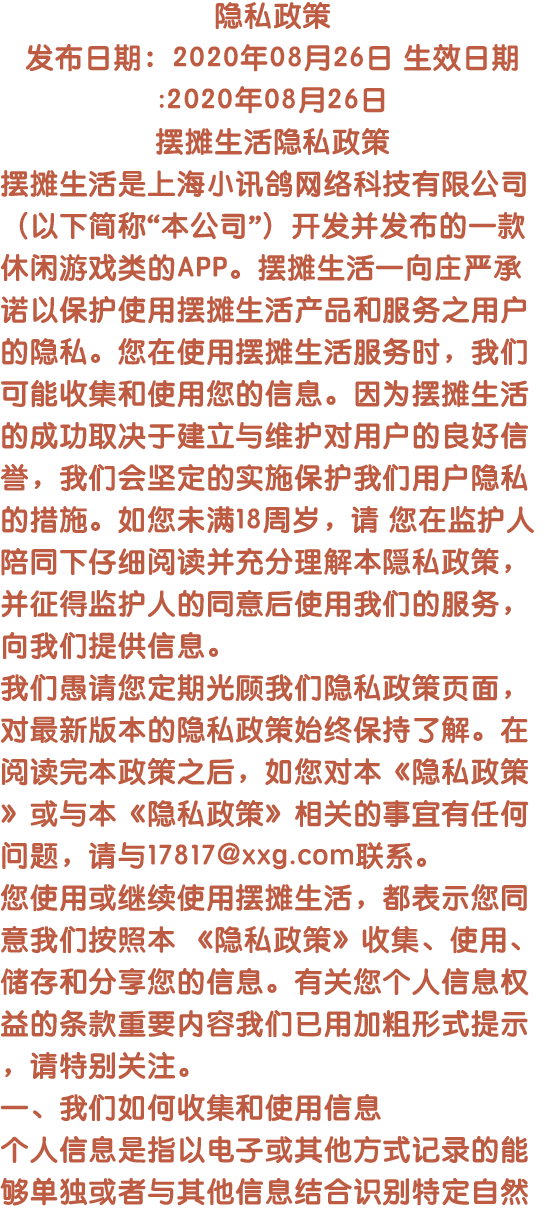 隐私政策
发布日期：2020年08月26日 生效日期
:2020年08月26日
摆摊生活隐私政策
摆摊生活是上海小讯鸽网络科技有限公司
（以下简称“本公司”）开发并发布的一款
休闲游戏类的APP。摆摊生活一向庄严承
诺以保护使用摆摊生活产品和服务之用户
的隐私。您在使用摆摊生活服务时，我们
可能收集和使用您的信息。因为摆摊生活
的成功取决于建立与维护对用户的良好信
誉，我们会坚定的实施保护我们用户隐私
的措施。如您未满18周岁，请 您在监护人
陪同下仔细阅读并充分理解本隐私政策，
并征得监护人的同意后使用我们的服务，
向我们提供信息。
我们愚请您定期光顾我们隐私政策页面，
对最新版本的隐私政策始终保持了解。在
阅读完本政策之后，如您对本《隐私政策
》或与本《隐私政策》相关的事宜有任何
问题，请与17817@xxg.com联系。
您使用或继续使用摆摊生活，都表示您同
意我们按照本 《隐私政策》收集、使用、
储存和分享您的信息。有关您个人信息权
益的条款重要内容我们已用加粗形式提示
，请特别关注。
一、我们如何收集和使用信息
个人信息是指以电子或其他方式记录的能
够单独或者与其他信息结合识别特定自然